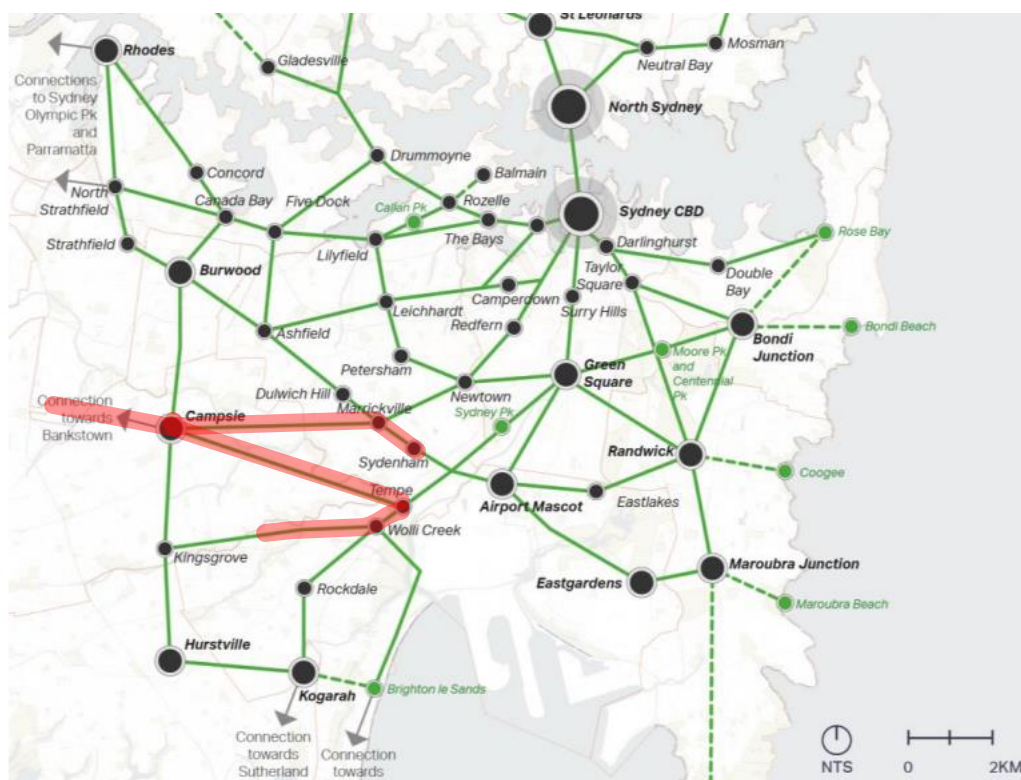 St Leonards
Mosman
Rhodes
Neutral Bay
Gladesville
Connections
to Sydney
Olympic Pk
and
Parramatta
North Sydney
Drummoyne
Concord
Balmain
North
Strathfield
Canada Bay
Five Dock
Callan Pk
Rozelle
Sydney CBD
Strathfield
Lilyfield
The Bays
Darlinghurst
Rose Bay
Burwood
Taylor
Square
Double
Bay
Camperdown
Leichhardt
Surry Hills
Redfern
Ashfield
Bondi Beach
Bondi
Junction
Petersham
Green
Square
Moore Pk
and
Centennial
Pk
Dulwich Hill
Newtown
Connection
towards
Bankstown
Campsie
Marrickville
Sydney Pk
Sydenham
Randwick
Coogee
Tempe
Airport Mascot
Eastlakes
Wolli Creek
Kingsgrove
Maroubra Junction
Rockdale
Eastgardens
Maroubra Beach
Hurstville
Kogarah
Brighton le Sands
Connection
towards
Sutherland
Connection
towards
NTS
0 2KM